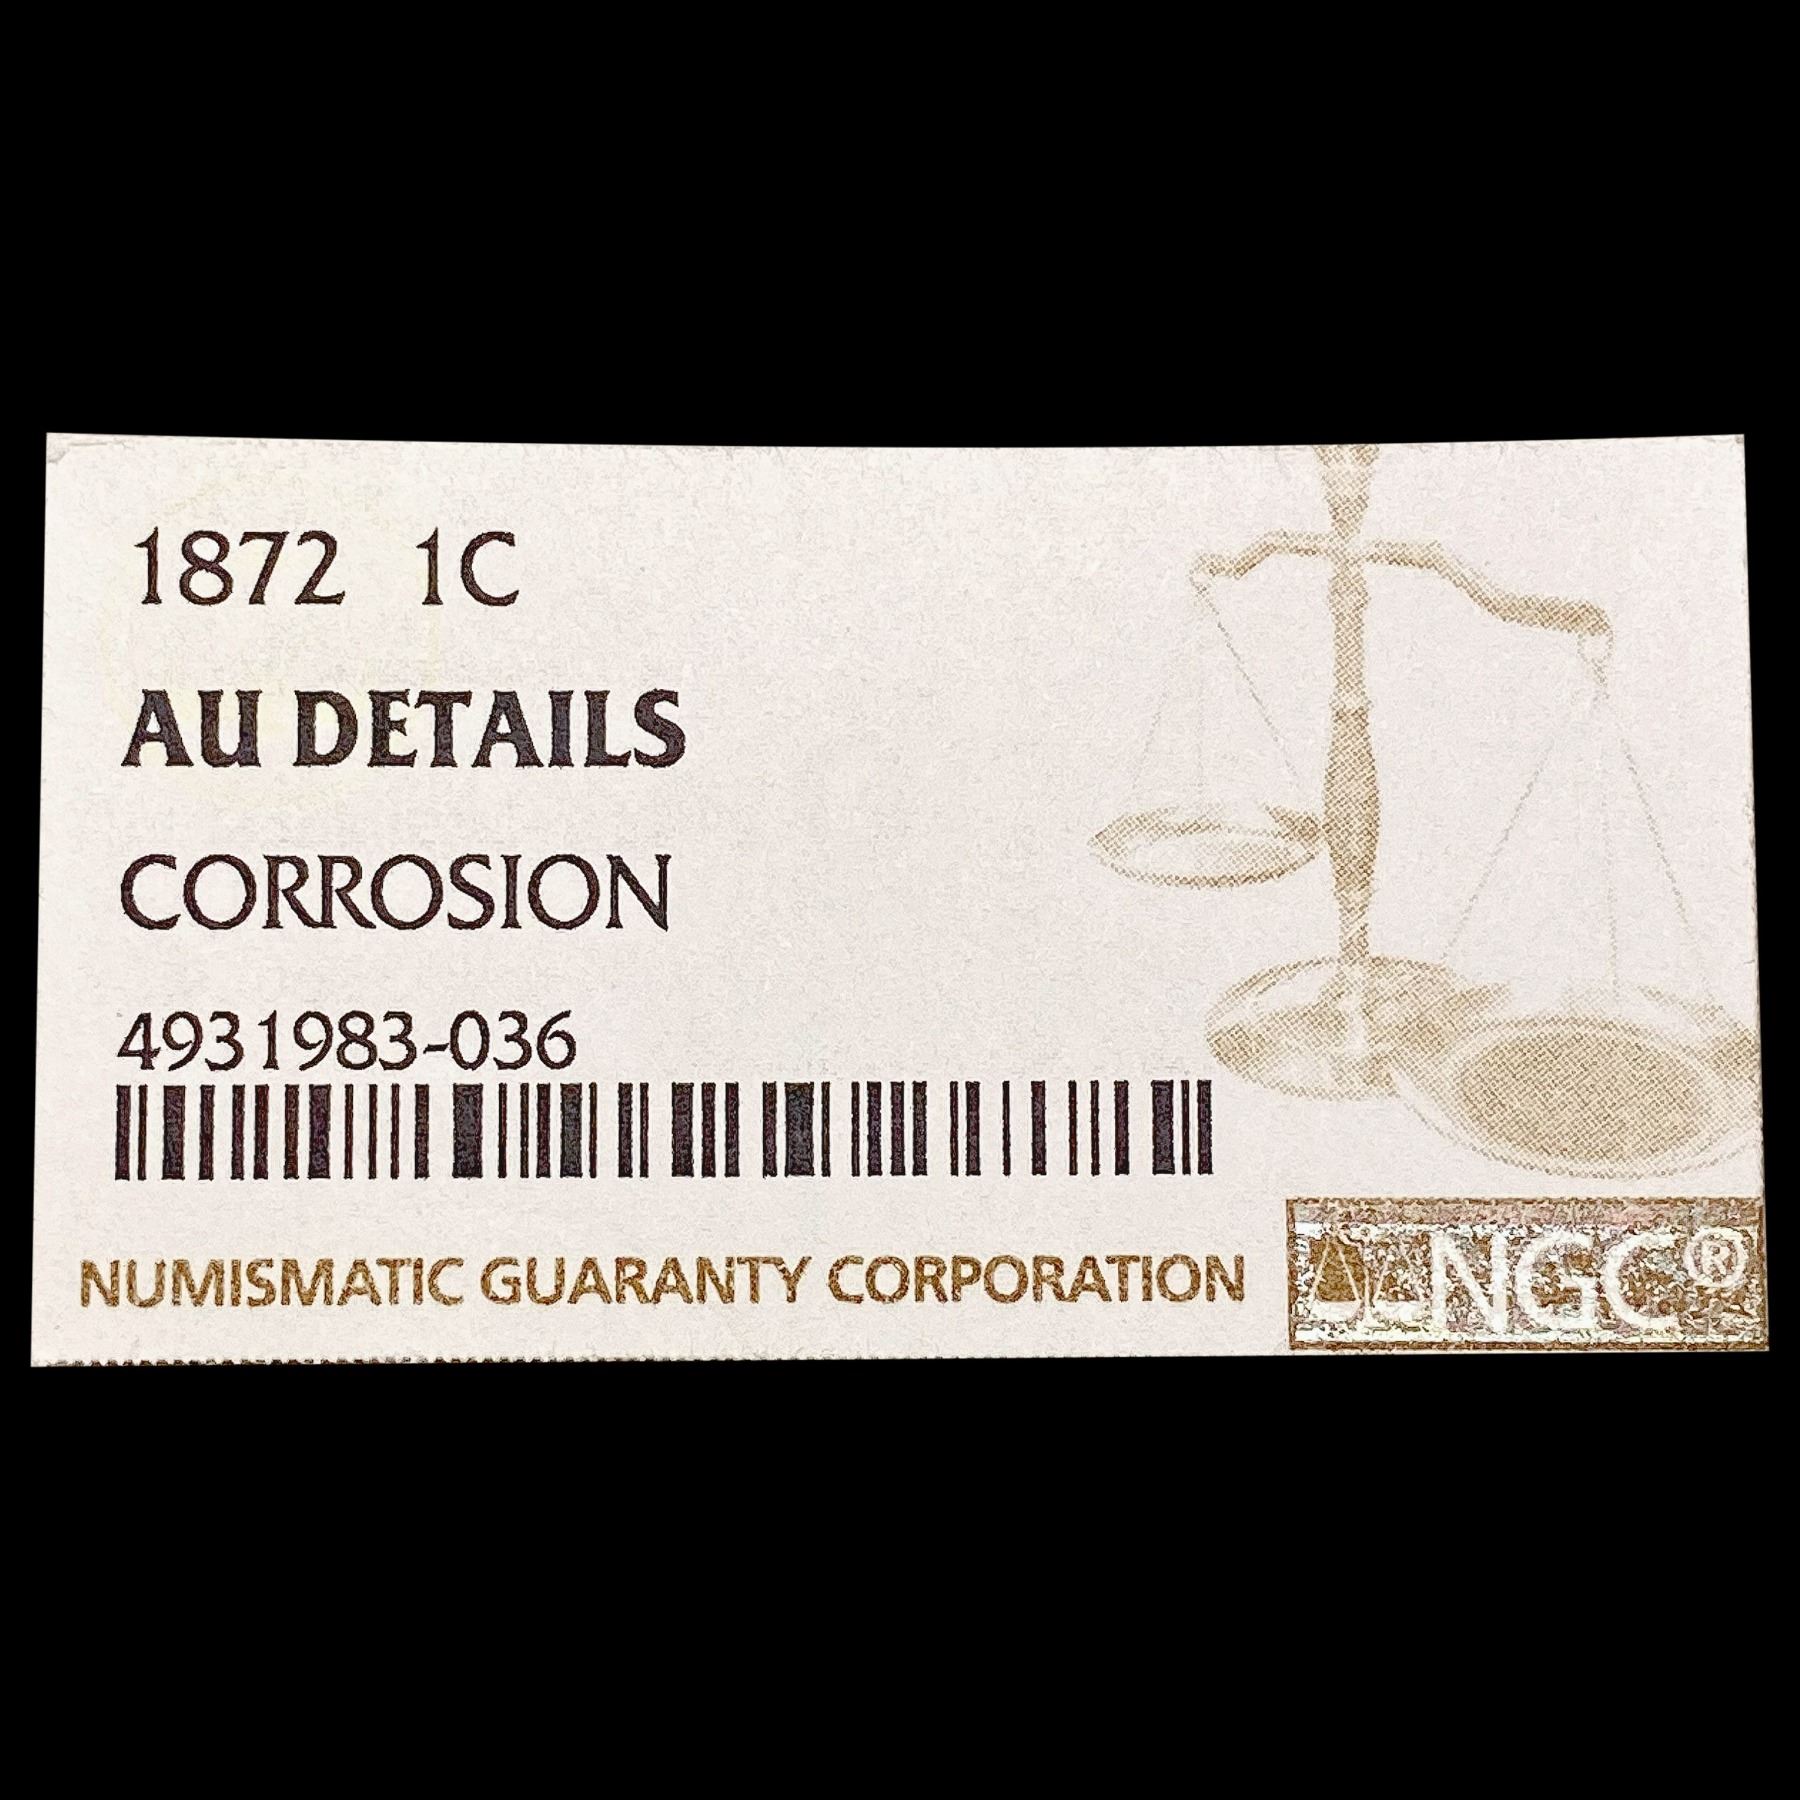 1872 1C
AU DETAILS
CORROSION
4931983-036
NUMISMATIC GUARANTY CORPORATION
NGC®